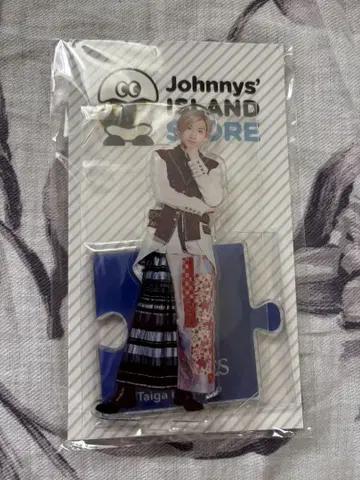 Johnnys'
ISLAND
STORE
Taiga